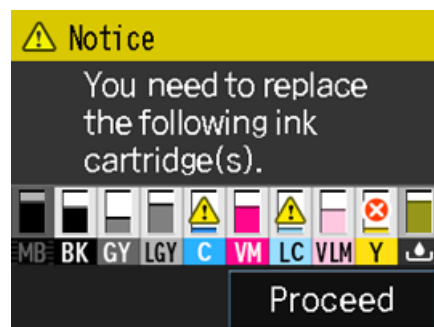 Notice
You need to replace
the following ink
cartridge(s).
MB BK GY LGY C VM LC VLM Y
Proceed